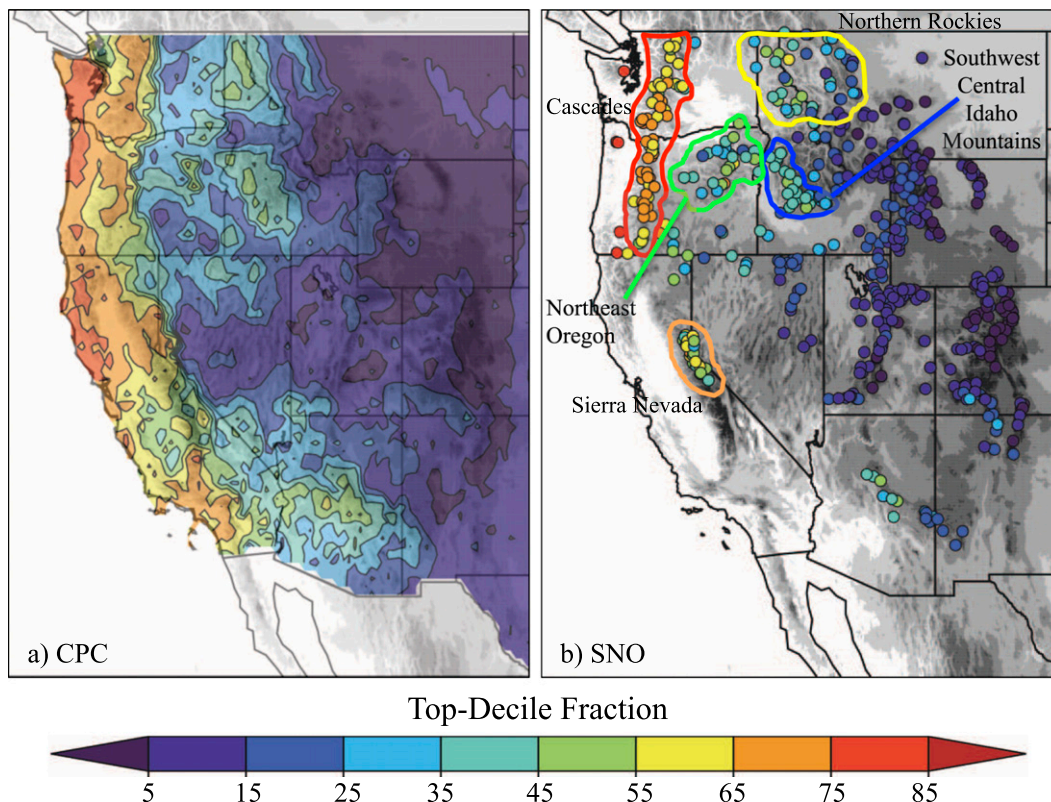 Northern Rockies
Southwest
Central
Idaho
Mountains
Cascades
Northeast
Oregon
Sierra Nevada
a) CPC
b) SNO
Top-Decile Fraction
5 15 25 35 45 55 65 75 85